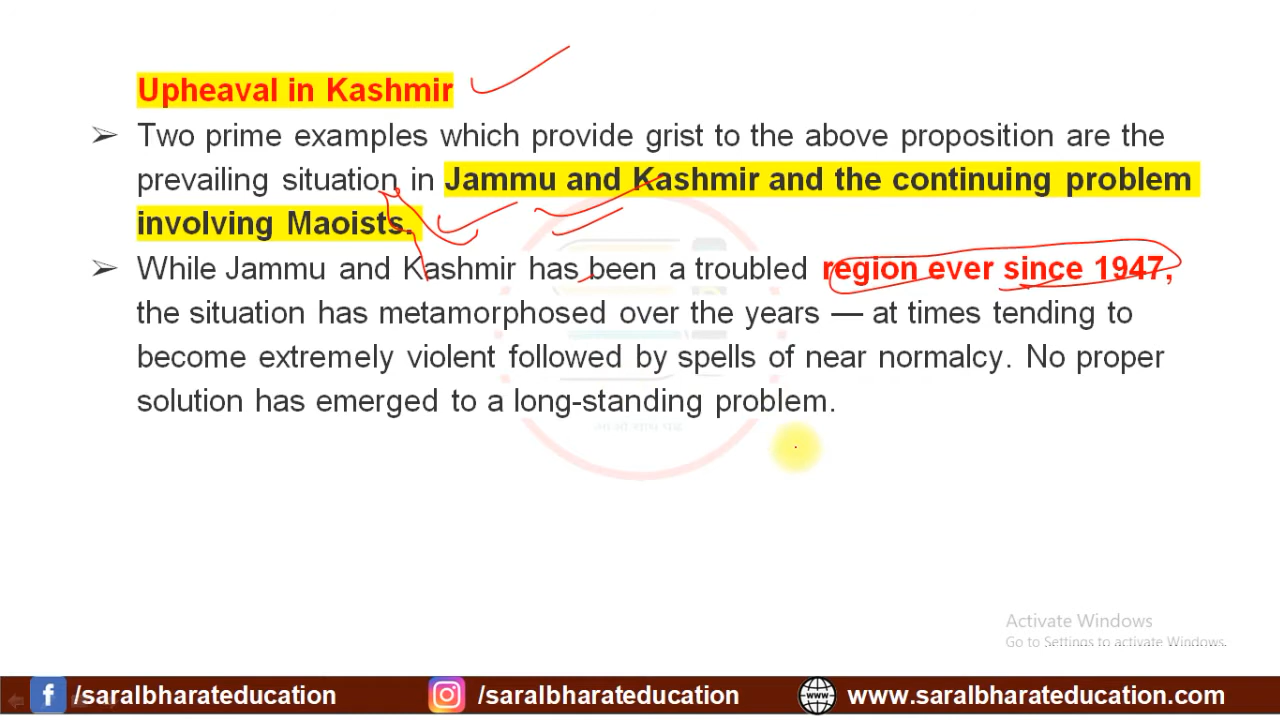 Upheaval in Kashmir
➢ Two prime examples which provide grist to the above proposition are the
prevailing situation in Jammu and Kashmir and the continuing problem
involving Maoists.
➢ While Jammu and Kashmir has been a troubled region ever since 1947,
the situation has metamorphosed over the years — at times tending to
become extremely violent followed by spells of near normalcy. No proper
solution has emerged to a long-standing problem.
Activate Windows
Go to Settings to activate Windows.
/saralbharateducation /saralbharateducation www.saralbharateducation.com